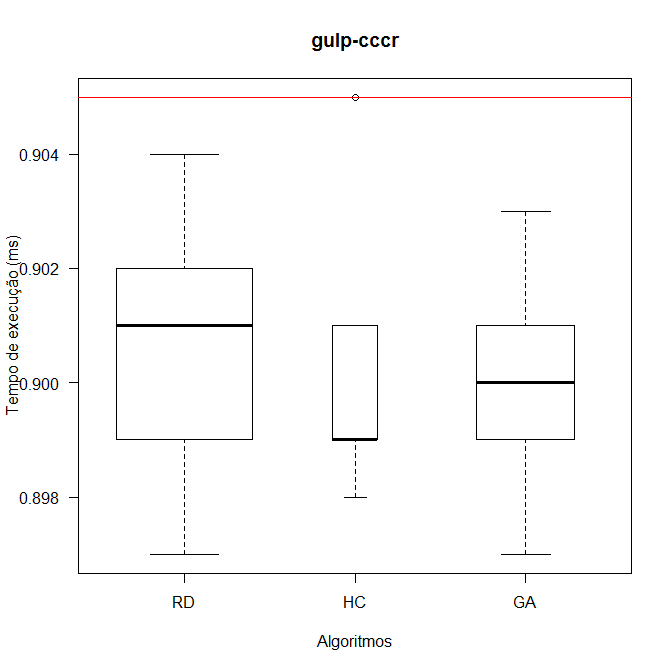 gulp-cccr
Tempo de execução (ms)
0.904
0.902
0.900
0.898
RD
HC
GA
Algoritmos